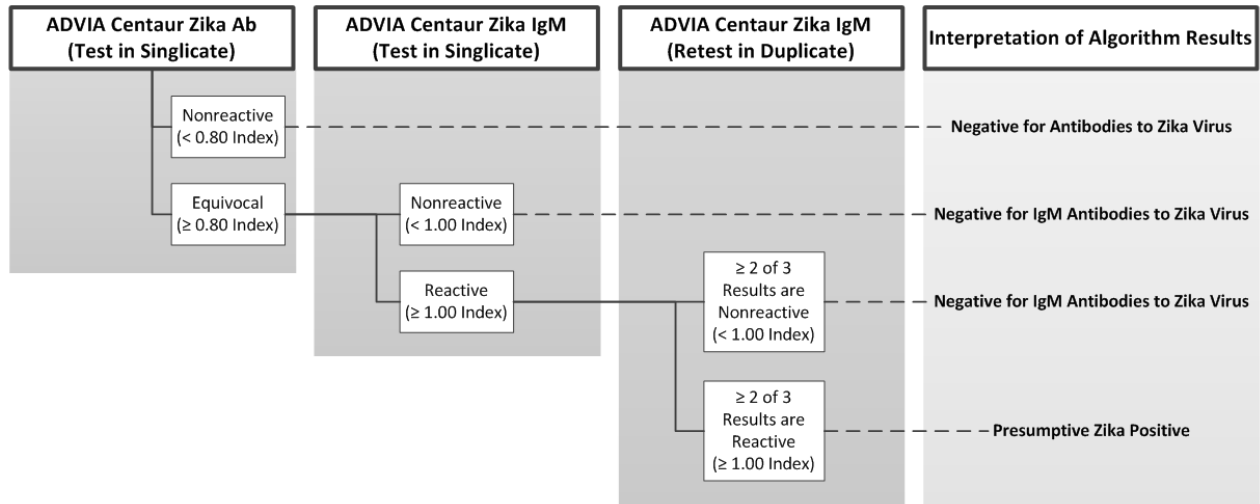 ADVIA Centaur Zika Ab
(Test in Singlicate)
ADVIA Centaur Zika IgM
(Test in Singlicate)
ADVIA Centaur Zika IgM
(Retest in Duplicate)
Interpretation of Algorithm Results
Nonreactive
(< 0.80 Index)
Negative for Antibodies to Zika Virus
Equivocal
(≥ 0.80 Index)
Nonreactive
(< 1.00 Index)
Negative for IgM Antibodies to Zika Virus
Reactive
(≥ 1.00 Index)
≥ 2 of 3
Results are
Nonreactive
(< 1.00 Index)
Negative for IgM Antibodies to Zika Virus
≥ 2 of 3
Results are
Reactive
(≥ 1.00 Index)
Presumptive Zika Positive